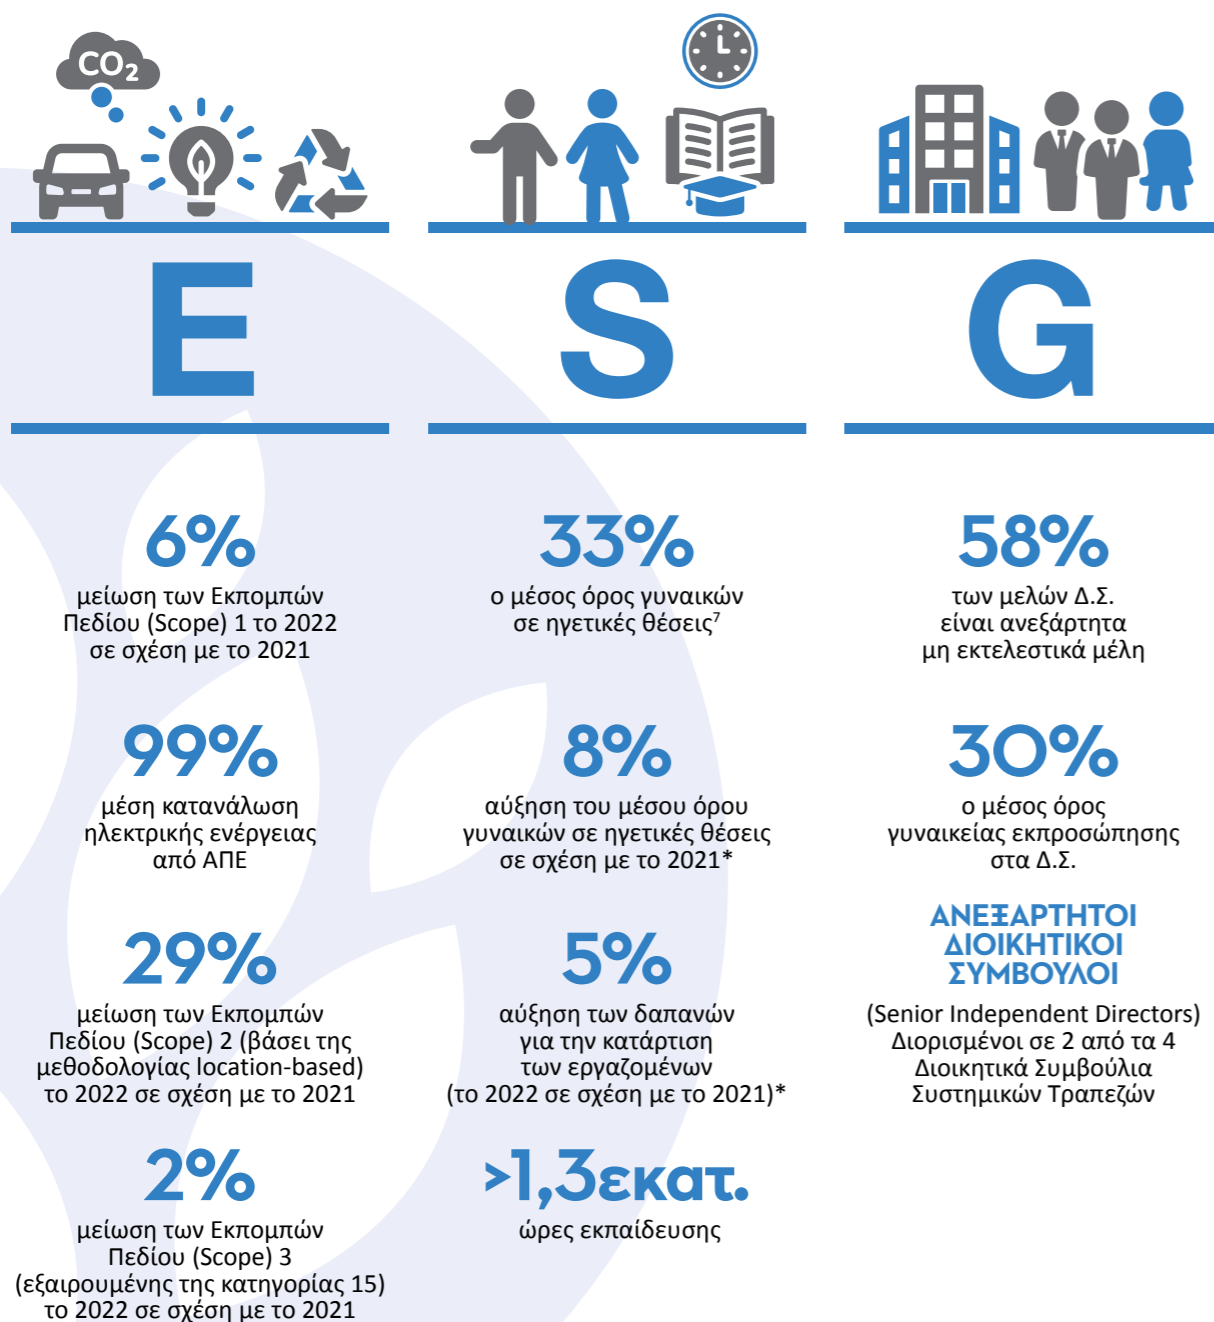 CO₂
E
6%
μείωση των Εκπομπών
Πεδίου (Scope) 1 το 2022
σε σχέση με το 2021
99%
μέση κατανάλωση
ηλεκτρικής ενέργειας
από ΑΠΕ
29%
μείωση των Εκπομπών
Πεδίου (Scope) 2 (βάσει της
μεθοδολογίας location-based)
το 2022 σε σχέση με το 2021
2%
μείωση των Εκπομπών
Πεδίου (Scope) 3
(εξαιρουμένης της κατηγορίας 15)
το 2022 σε σχέση με το 2021
S
33%
ο μέσος όρος γυναικών
σε ηγετικές θέσεις⁷
8%
αύξηση του μέσου όρου
γυναικών σε ηγετικές θέσεις
σε σχέση με το 2021*
5%
αύξηση των δαπανών
για την κατάρτιση
των εργαζομένων
(το 2022 σε σχέση με το 2021)*
>1,3εκατ.
ώρες εκπαίδευσης
G
58%
των μελών Δ.Σ.
είναι ανεξάρτητα
μη εκτελεστικά μέλη
30%
ο μέσος όρος
γυναικείας εκπροσώπησης
στα Δ.Σ.
ΑΝΕΞΑΡΤΗΤΟΙ
ΔΙΟΙΚΗΤΙΚΟΙ
ΣΥΜΒΟΥΛΟΙ
(Senior Independent Directors)
Διορισμένοι σε 2 από τα 4
Διοικητικά Συμβούλια
Συστημικών Τραπεζών